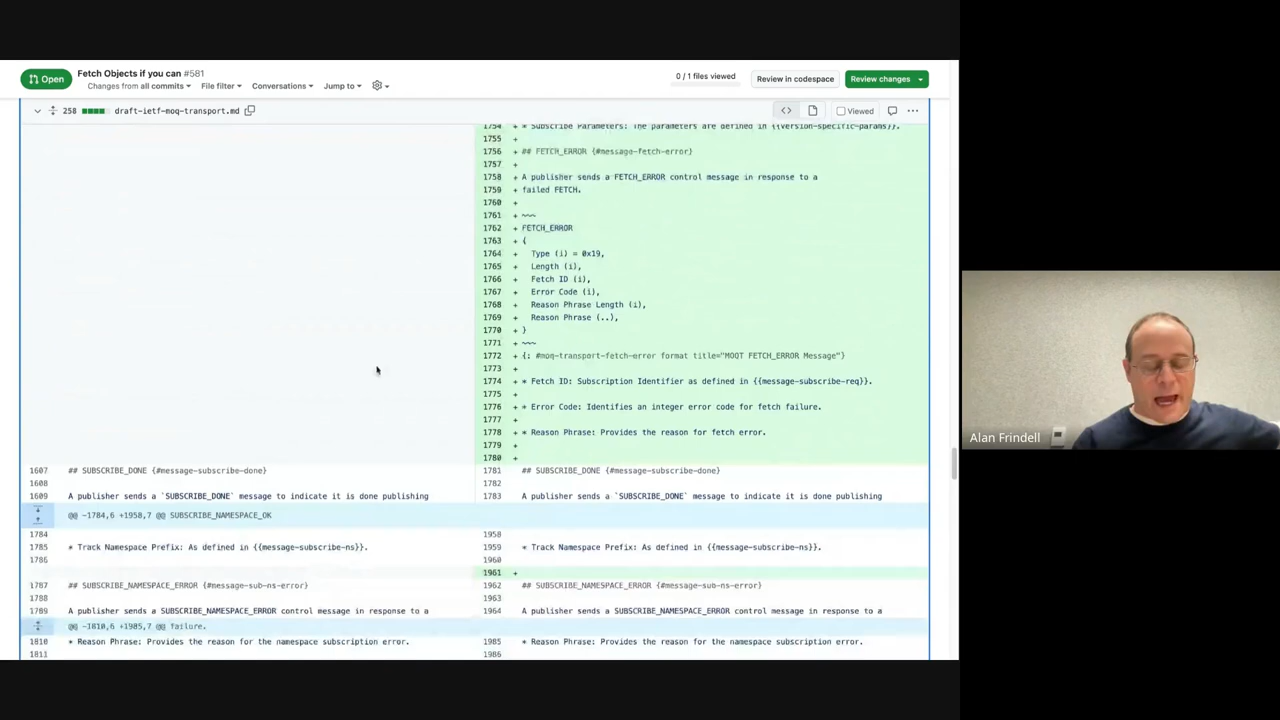 Open
Fetch Objects if you can #581
Changes from all commits
File filter
Conversations
Jump to
0 / 1 files viewed
Review in codespace
Review changes
258
draft-ietf-moq-transport.md
Viewed
1754 + * Subscribe Parameters: The parameters are defined in {{version-specific-params}}.
1755 +
1756 + ## FETCH_ERROR {#message-fetch-error}
1757 +
1758 + A publisher sends a FETCH_ERROR control message in response to a
1759 + failed FETCH.
1760 +
1761 + ~~~
1762 + FETCH_ERROR
1763 + {
1764 + Type (i) = 0x19,
1765 + Length (i),
1766 + Fetch ID (i),
1767 + Error Code (i),
1768 + Reason Phrase Length (i),
1769 + Reason Phrase (..),
1770 + }
1771 + ~~~
1772 + {: #moq-transport-fetch-error format title="MOQT FETCH_ERROR Message"}
1773 +
1774 + * Fetch ID: Subscription Identifier as defined in {{message-subscribe-req}}.
1775 +
1776 + * Error Code: Identifies an integer error code for fetch failure.
1777 +
1778 + * Reason Phrase: Provides the reason for fetch error.
1779 +
1780 +
1607 ## SUBSCRIBE_DONE {#message-subscribe-done} 1781 ## SUBSCRIBE_DONE {#message-subscribe-done}
1608 1782
1609 A publisher sends a `SUBSCRIBE_DONE` message to indicate it is done publishing 1783 A publisher sends a `SUBSCRIBE_DONE` message to indicate it is done publishing
@@ -1784,6 +1958,7 @@ SUBSCRIBE_NAMESPACE_OK
1784 1958
1785 * Track Namespace Prefix: As defined in {{message-subscribe-ns}}. 1959 * Track Namespace Prefix: As defined in {{message-subscribe-ns}}.
1786 1960
1961 +
1787 ## SUBSCRIBE_NAMESPACE_ERROR {#message-sub-ns-error} 1962 ## SUBSCRIBE_NAMESPACE_ERROR {#message-sub-ns-error}
1788 1963
1789 A publisher sends a SUBSCRIBE_NAMESPACE_ERROR control message in response to a 1964 A publisher sends a SUBSCRIBE_NAMESPACE_ERROR control message in response to a
@@ -1810,6 +1985,7 @@ failure.
1810 * Reason Phrase: Provides the reason for the namespace subscription error. 1985 * Reason Phrase: Provides the reason for the namespace subscription error.
1811 1986
Alan Frindell